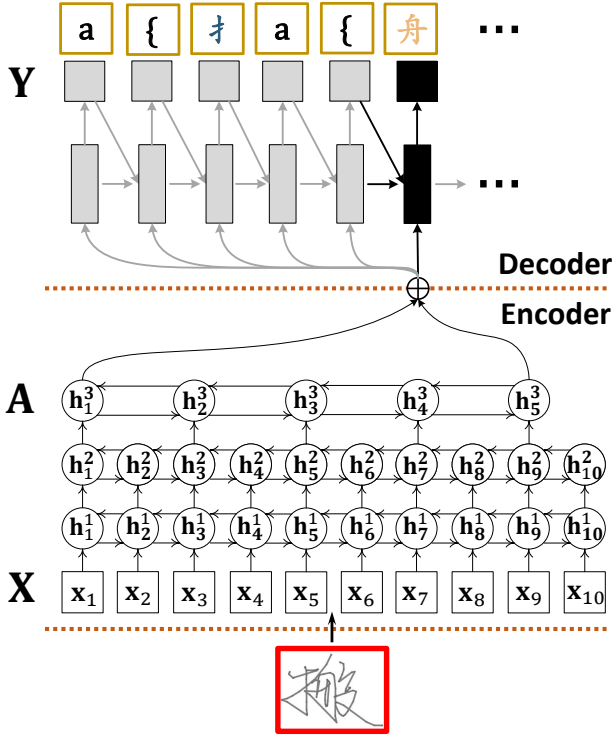 a { 扌 a { 舟 ...
Y
...
Decoder
Encoder
A h₁³ h₂³ h₃³ h₄³ h₅³
h₁² h₂² h₃² h₄² h₅² h₆² h₇² h₈² h₉² h₁₀²
h₁¹ h₂¹ h₃¹ h₄¹ h₅¹ h₆¹ h₇¹ h₈¹ h₉¹ h₁₀¹
X x₁ x₂ x₃ x₄ x₅ x₆ x₇ x₈ x₉ x₁₀
搬